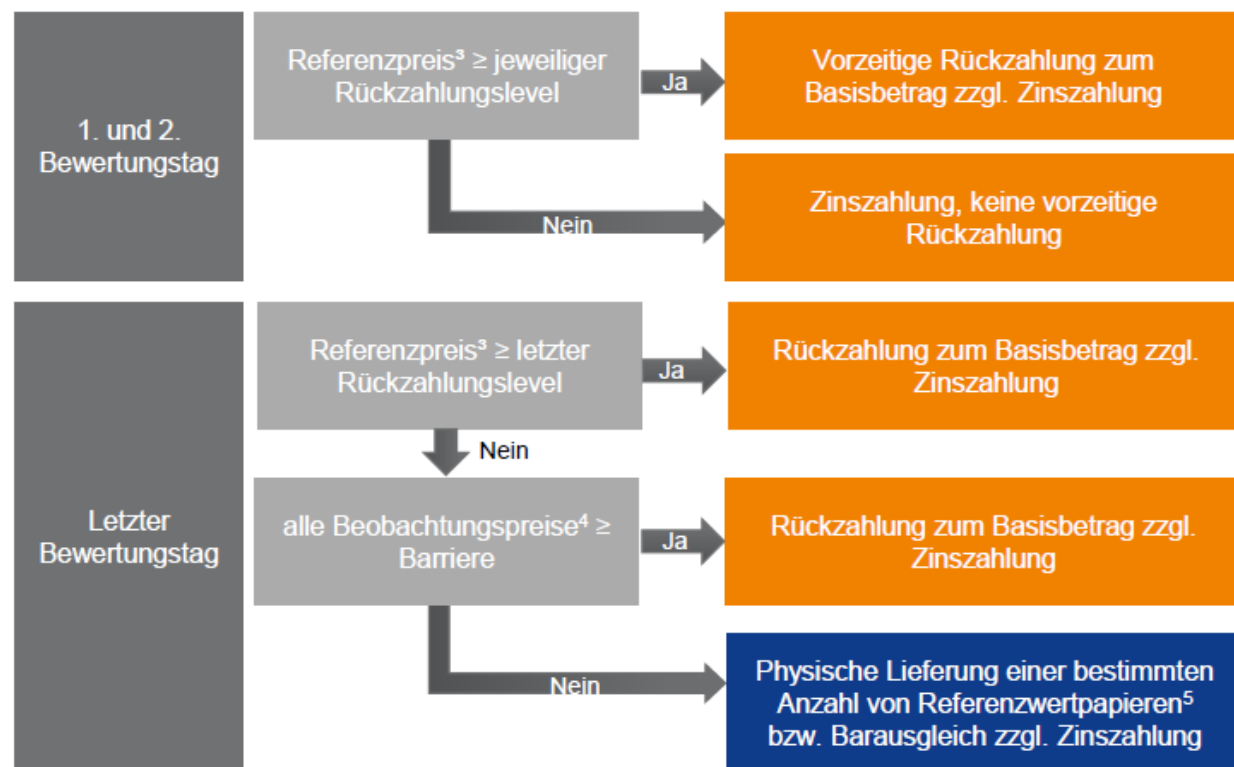 1. und 2.
Bewertungstag
Referenzpreis³ ≥ jeweiliger
Rückzahlungslevel
Ja
Vorzeitige Rückzahlung zum
Basisbetrag zzgl. Zinszahlung
Nein
Zinszahlung, keine vorzeitige
Rückzahlung
Letzter
Bewertungstag
Referenzpreis³ ≥ letzter
Rückzahlungslevel
Ja
Rückzahlung zum Basisbetrag zzgl.
Zinszahlung
Nein
alle Beobachtungspreise⁴ ≥
Barriere
Ja
Rückzahlung zum Basisbetrag zzgl.
Zinszahlung
Nein
Physische Lieferung einer bestimmten
Anzahl von Referenzwertpapieren⁵
bzw. Barausgleich zzgl. Zinszahlung